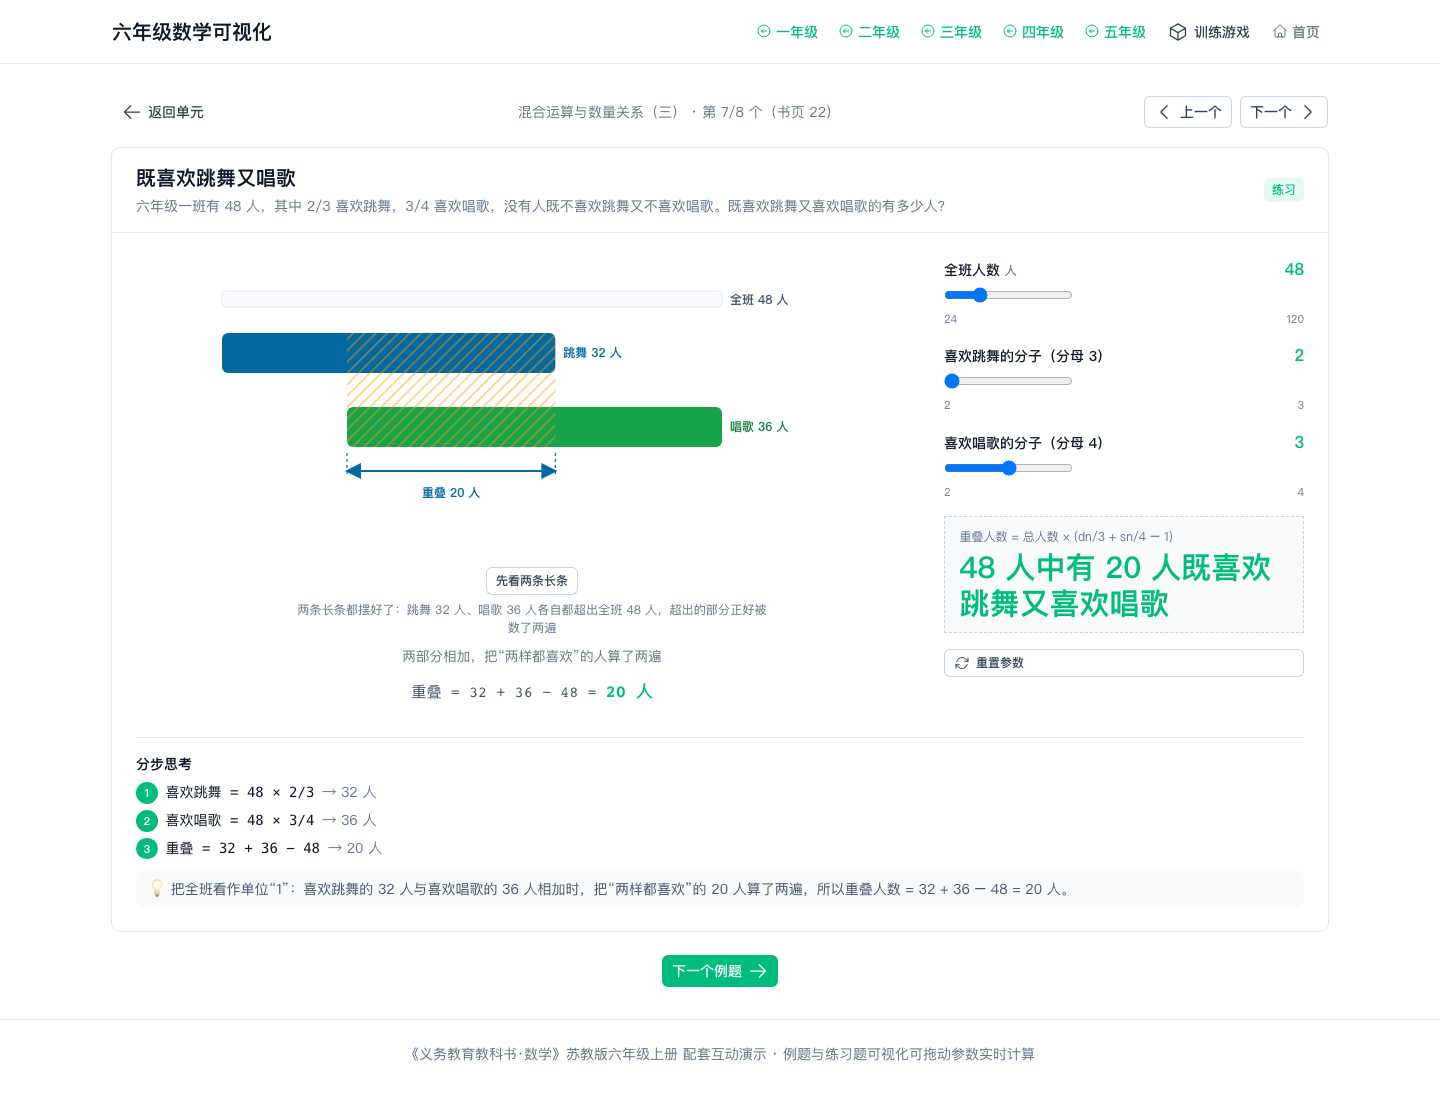 六年级数学可视化
一年级 二年级 三年级 四年级 五年级 训练游戏 首页
返回单元
混合运算与数量关系（三） · 第 7/8 个（书页 22）
上一个 下一个
既喜欢跳舞又唱歌
练习
六年级一班有 48 人，其中 2/3 喜欢跳舞，3/4 喜欢唱歌，没有人既不喜欢跳舞又不喜欢唱歌。既喜欢跳舞又喜欢唱歌的有多少人？
全班 48 人
跳舞 32 人
唱歌 36 人
重叠 20 人
先看两条长条
两条长条都摆好了：跳舞 32 人、唱歌 36 人各自都超出全班 48 人，超出的部分正好被
数了两遍
两部分相加，把“两样都喜欢”的人算了两遍
重叠 = 32 + 36 − 48 = 20 人
全班人数 人 48
24 120
喜欢跳舞的分子（分母 3） 2
2 3
喜欢唱歌的分子（分母 4） 3
2 4
重叠人数 = 总人数 × (dn/3 + sn/4 − 1)
48 人中有 20 人既喜欢
跳舞又喜欢唱歌
重置参数
分步思考
1 喜欢跳舞 = 48 × 2/3 → 32 人
2 喜欢唱歌 = 48 × 3/4 → 36 人
3 重叠 = 32 + 36 − 48 → 20 人
💡 把全班看作单位“1”：喜欢跳舞的 32 人与喜欢唱歌的 36 人相加时，把“两样都喜欢”的 20 人算了两遍，所以重叠人数 = 32 + 36 − 48 = 20 人。
下一个例题
《义务教育教科书·数学》苏教版六年级上册 配套互动演示 · 例题与练习题可视化可拖动参数实时计算